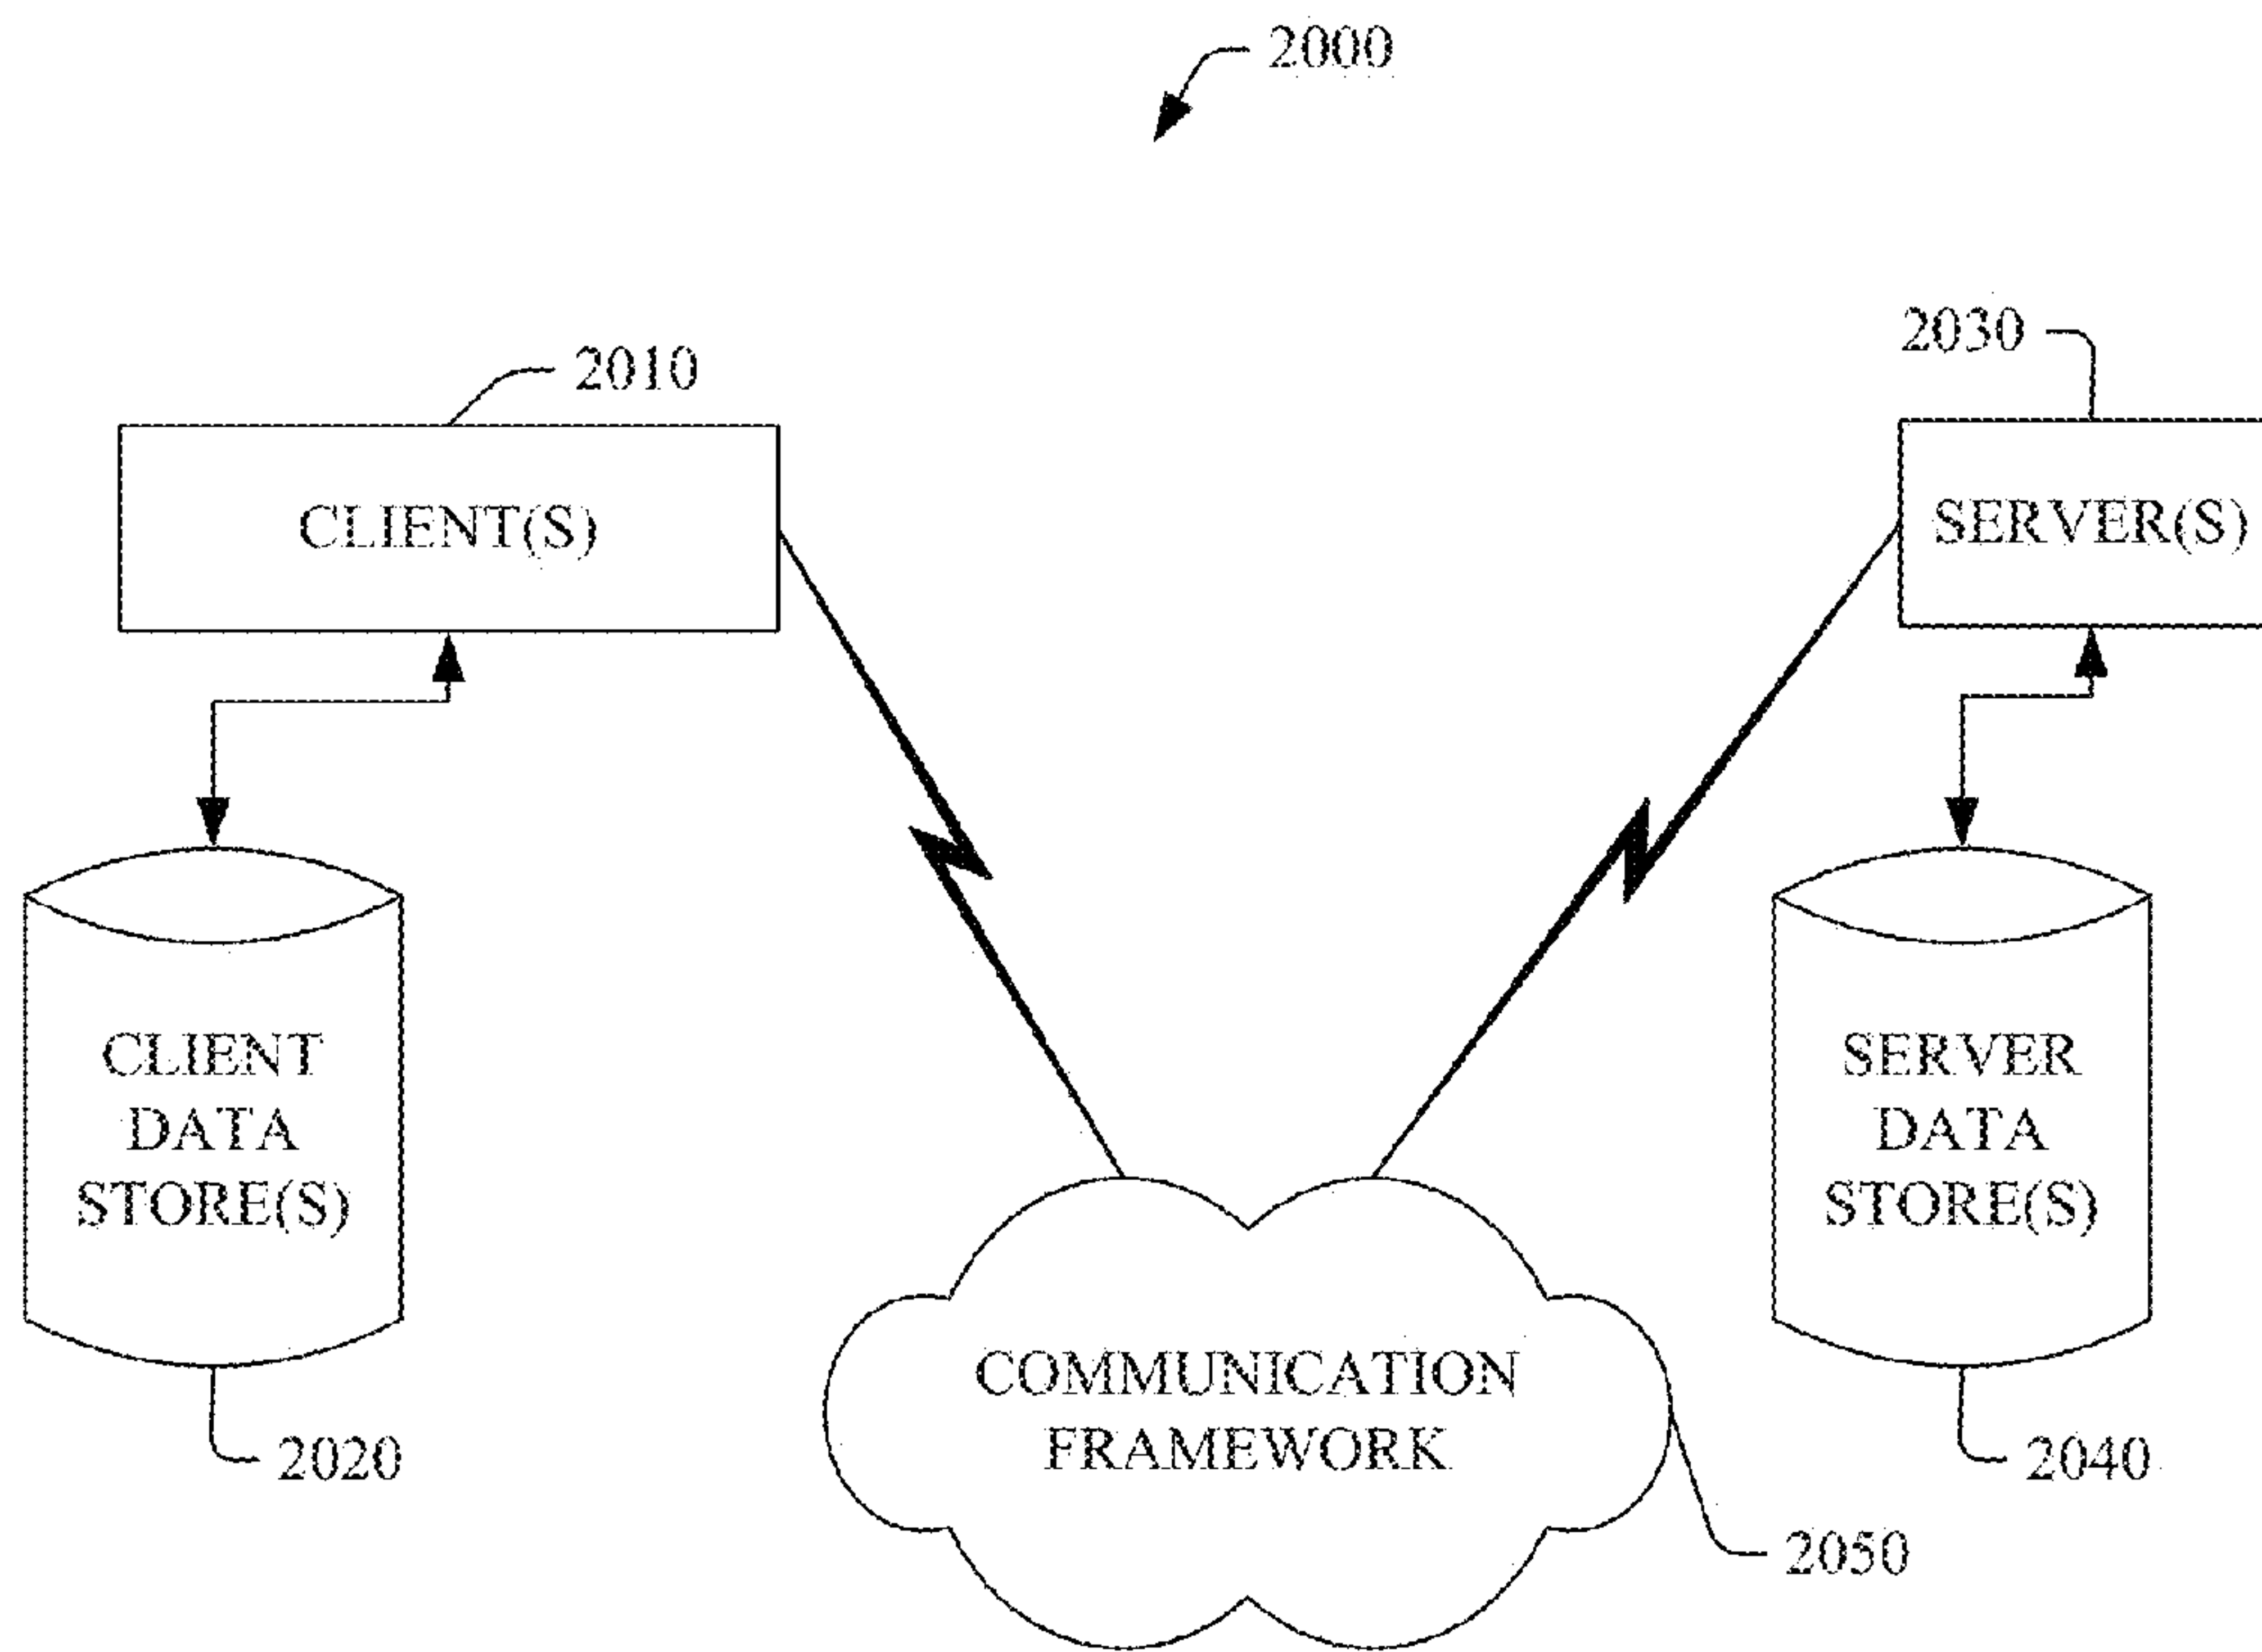 2000
2010
2030
CLIENT(S)
SERVER(S)
CLIENT
DATA
STORE(S)
SERVER
DATA
STORE(S)
COMMUNICATION
FRAMEWORK
2020
2040
2050